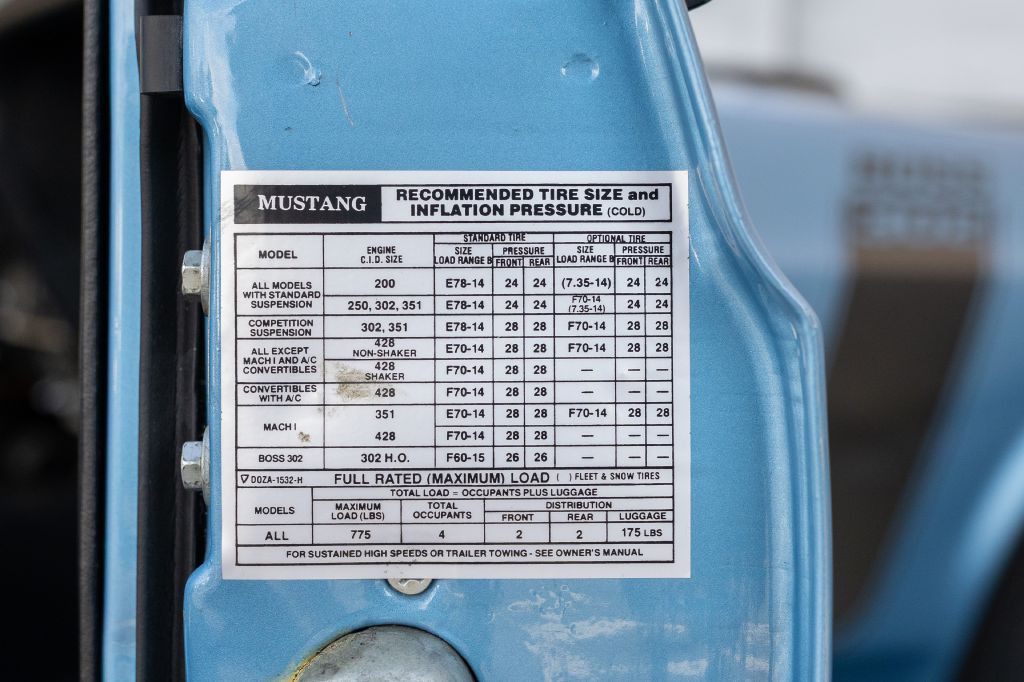 MUSTANG
RECOMMENDED TIRE SIZE and
INFLATION PRESSURE (COLD)
MODEL ENGINE C.I.D. SIZE STANDARD TIRE OPTIONAL TIRE
SIZE LOAD RANGE B PRESSURE SIZE LOAD RANGE B PRESSURE
FRONT REAR FRONT REAR
ALL MODELS WITH STANDARD SUSPENSION 200 E78-14 24 24 (7.35-14) 24 24
250, 302, 351 E78-14 24 24 F70-14 (7.35-14) 24 24
COMPETITION SUSPENSION 302, 351 E78-14 28 28 F70-14 28 28
ALL EXCEPT MACH I AND A/C CONVERTIBLES 428 NON-SHAKER E70-14 28 28 F70-14 28 28
428 SHAKER F70-14 28 28 — — —
CONVERTIBLES WITH A/C 428 F70-14 28 28 — — —
MACH I 351 E70-14 28 28 F70-14 28 28
428 F70-14 28 28 — — —
BOSS 302 302 H.O. F60-15 26 26 — — —
▽ D0ZA-1532-H FULL RATED (MAXIMUM) LOAD ( ) FLEET & SNOW TIRES
TOTAL LOAD = OCCUPANTS PLUS LUGGAGE
MODELS MAXIMUM LOAD (LBS) TOTAL OCCUPANTS DISTRIBUTION
FRONT REAR LUGGAGE
ALL 775 4 2 2 175 LBS
FOR SUSTAINED HIGH SPEEDS OR TRAILER TOWING - SEE OWNER'S MANUAL